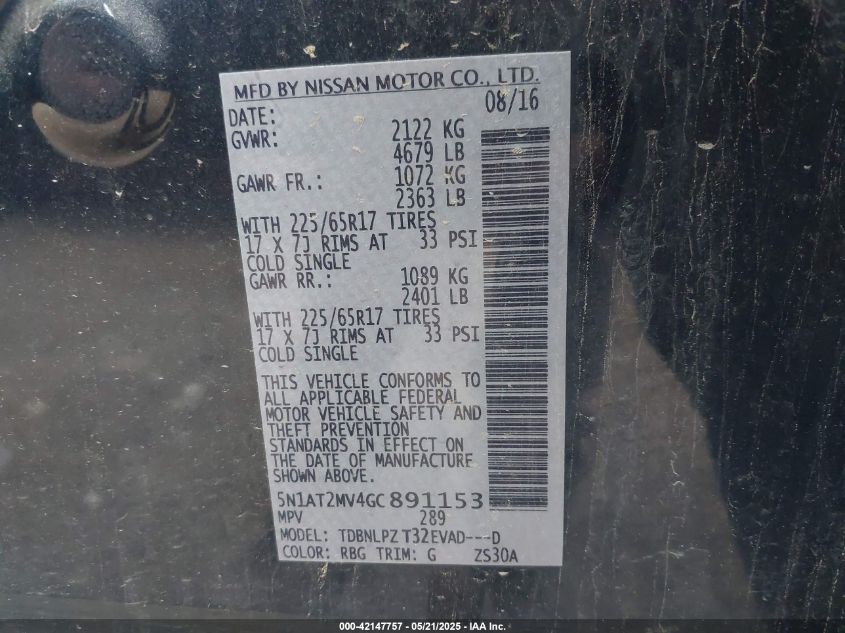 MFD BY NISSAN MOTOR CO., LTD.
DATE: 08/16
GVWR: 2122 KG
4679 LB
GAWR FR.: 1072 KG
2363 LB
WITH 225/65R17 TIRES
17 X 7J RIMS AT 33 PSI
COLD SINGLE
GAWR RR.: 1089 KG
2401 LB
WITH 225/65R17 TIRES
17 X 7J RIMS AT 33 PSI
COLD SINGLE
THIS VEHICLE CONFORMS TO
ALL APPLICABLE FEDERAL
MOTOR VEHICLE SAFETY AND
THEFT PREVENTION
STANDARDS IN EFFECT ON
THE DATE OF MANUFACTURE
SHOWN ABOVE.
5N1AT2MV4GC891153
MPV 289
MODEL: TDBNLPZ T32EVAD---D
COLOR: RBG TRIM: G ZS30A
000-42147757 - 05/21/2025 - IAA Inc.